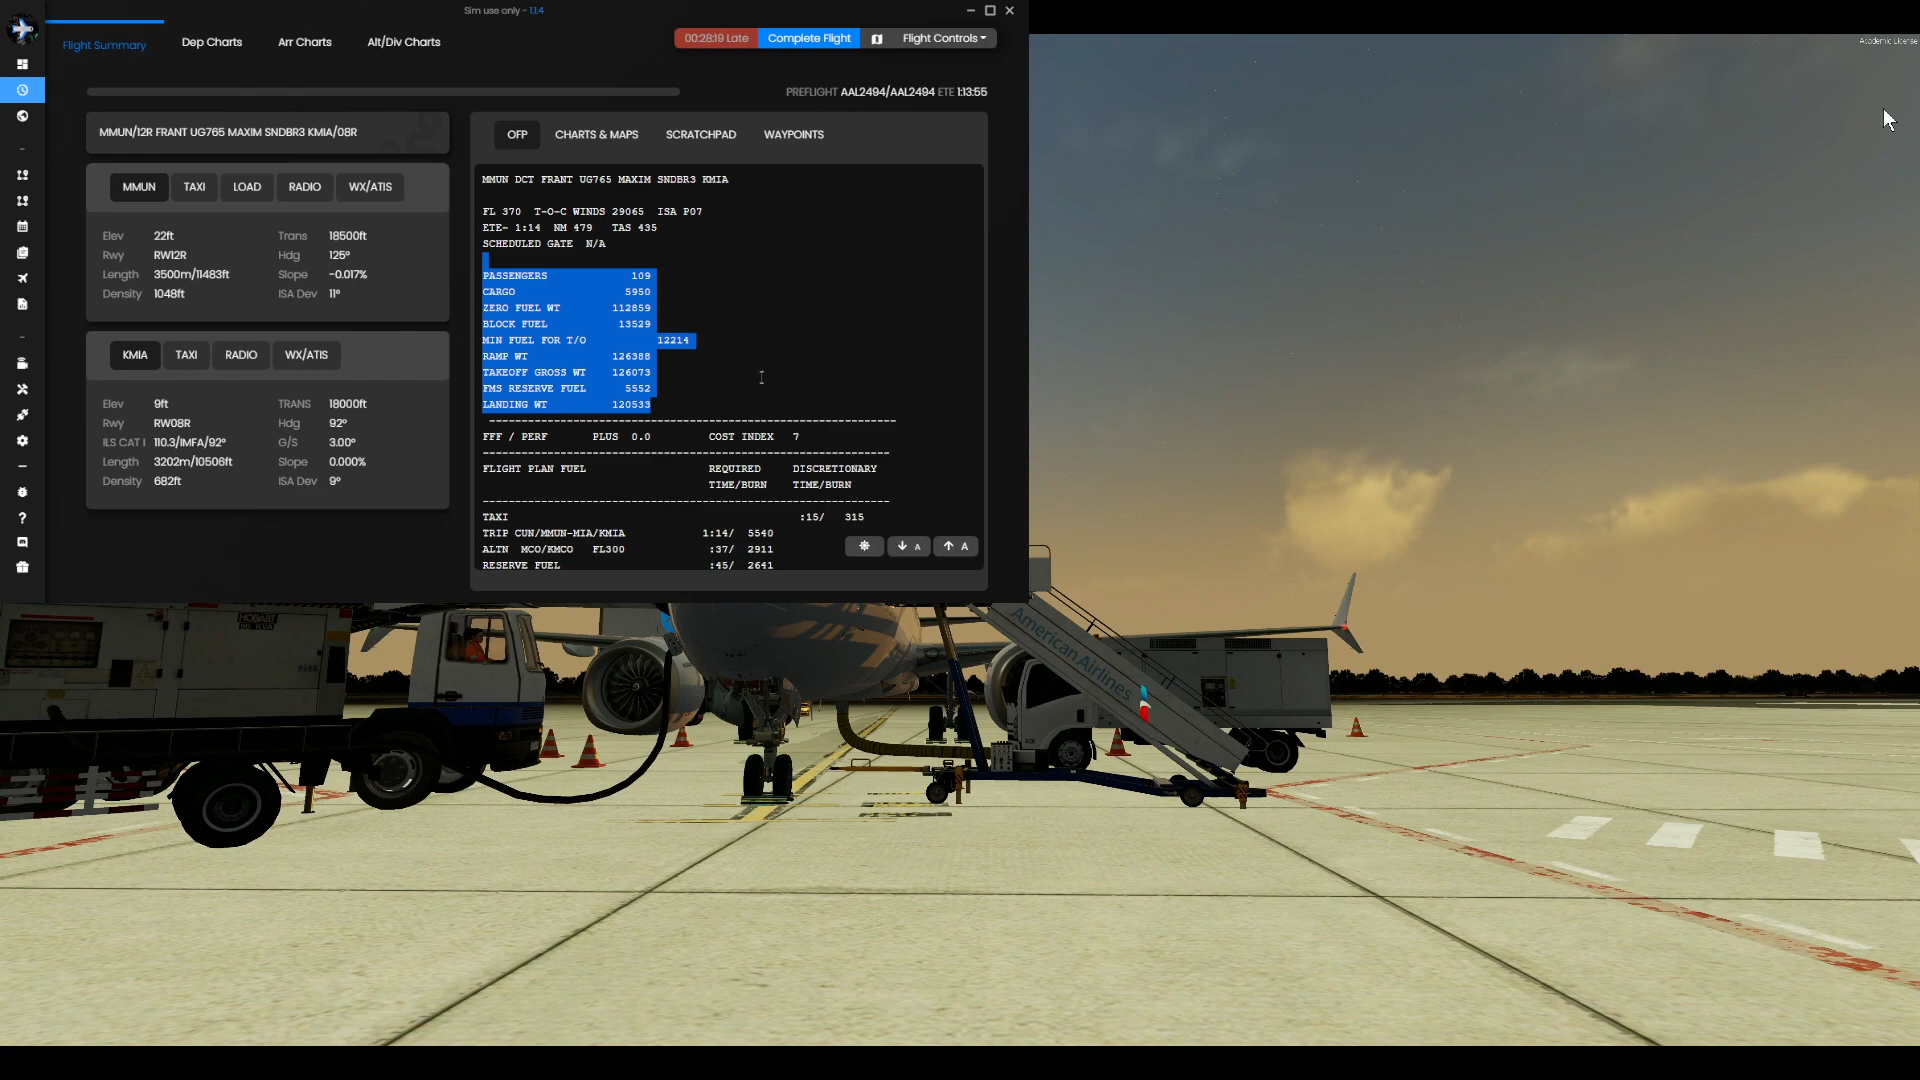 Sim use only - 1.1.4
Flight Summary Dep Charts Arr Charts Alt/Div Charts
00:28:19 Late Complete Flight Flight Controls
Academic License
PREFLIGHT AAL2494/AAL2494 ETE 1:13:55
MMUN/12R FRANT UG765 MAXIM SNDBR3 KMIA/08R
MMUN TAXI LOAD RADIO WX/ATIS
Elev 22ft Trans 18500ft
Rwy RW12R Hdg 125°
Length 3500m/11483ft Slope -0.017%
Density 1048ft ISA Dev 11°
KMIA TAXI RADIO WX/ATIS
Elev 9ft TRANS 18000ft
Rwy RW08R Hdg 92°
ILS CAT I 110.3/IMFA/92° G/S 3.00°
Length 3202m/10506ft Slope 0.000%
Density 682ft ISA Dev 9°
OFP CHARTS & MAPS SCRATCHPAD WAYPOINTS
MMUN DCT FRANT UG765 MAXIM SNDBR3 KMIA
FL 370 T-O-C WINDS 29065 ISA P07
ETE- 1:14 NM 479 TAS 435
SCHEDULED GATE N/A
PASSENGERS 109
CARGO 5950
ZERO FUEL WT 112859
BLOCK FUEL 13529
MIN FUEL FOR T/O 12214
RAMP WT 126388
TAKEOFF GROSS WT 126073
FMS RESERVE FUEL 5552
LANDING WT 120533
FFF / PERF PLUS 0.0 COST INDEX 7
FLIGHT PLAN FUEL REQUIRED DISCRETIONARY
TIME/BURN TIME/BURN
TAXI :15/ 315
TRIP CUN/MMUN-MIA/KMIA 1:14/ 5540
ALTN MCO/KMCO FL300 :37/ 2911
RESERVE FUEL :45/ 2641
A A
HOBART
90 KVA
American Airlines